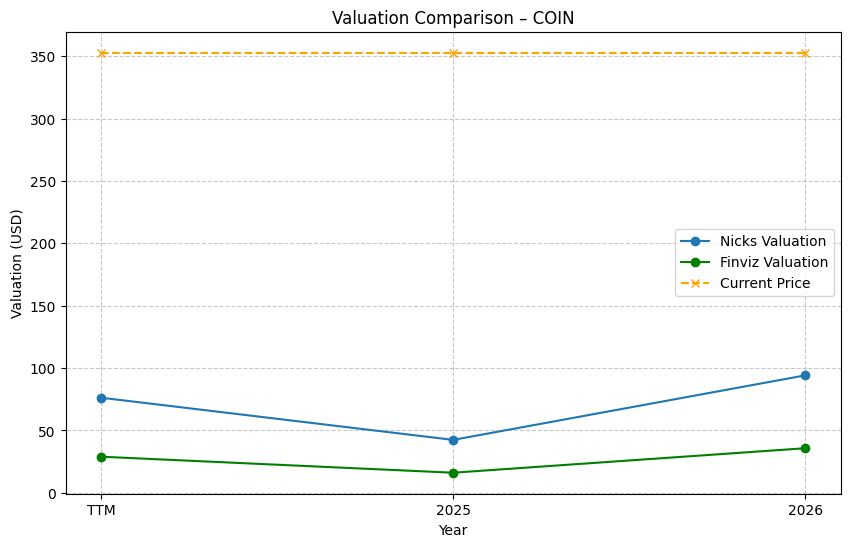 Valuation Comparison – COIN
Valuation (USD)
350
300
250
200
150
100
50
0
Nicks Valuation
Finviz Valuation
Current Price
TTM
2025
2026
Year